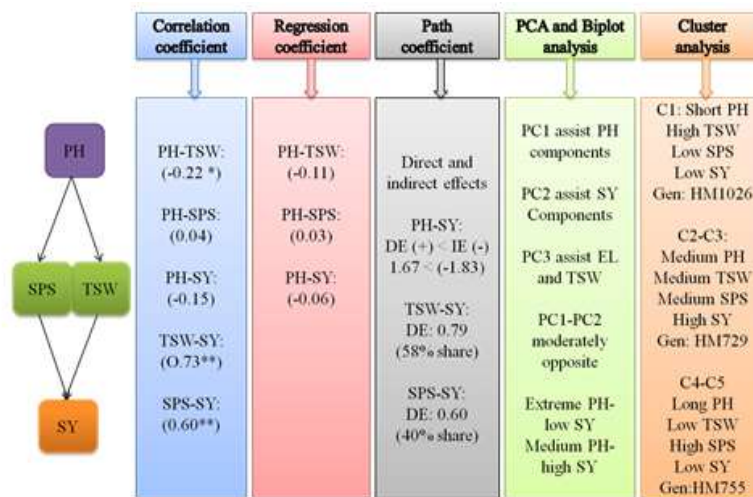 Correlation
coefficient
Regression
coefficient
Path
coefficient
PCA and Biplot
analysis
Cluster
analysis
PH
SPS
TSW
SY
PH-TSW:
(-0.22 *)
PH-SPS:
(0.04)
PH-SY:
(-0.15)
TSW-SY:
(O.73**)
SPS-SY:
(0.60**)
PH-TSW:
(-0.11)
PH-SPS:
(0.03)
PH-SY:
(-0.06)
Direct and
indirect effects
PH-SY:
DE (+) < IE (-)
1.67 < (-1.83)
TSW-SY:
DE: 0.79
(58% share)
SPS-SY:
DE: 0.60
(40% share)
PC1 assist PH
components
PC2 assist SY
Components
PC3 assist EL
and TSW
PC1-PC2
moderately
opposite
Extreme PH-
low SY
Medium PH-
high SY
C1: Short PH
High TSW
Low SPS
Low SY
Gen: HM1026
C2-C3:
Medium PH
Medium TSW
Medium SPS
High SY
Gen: HM729
C4-C5
Long PH
Low TSW
High SPS
Low SY
Gen:HM755